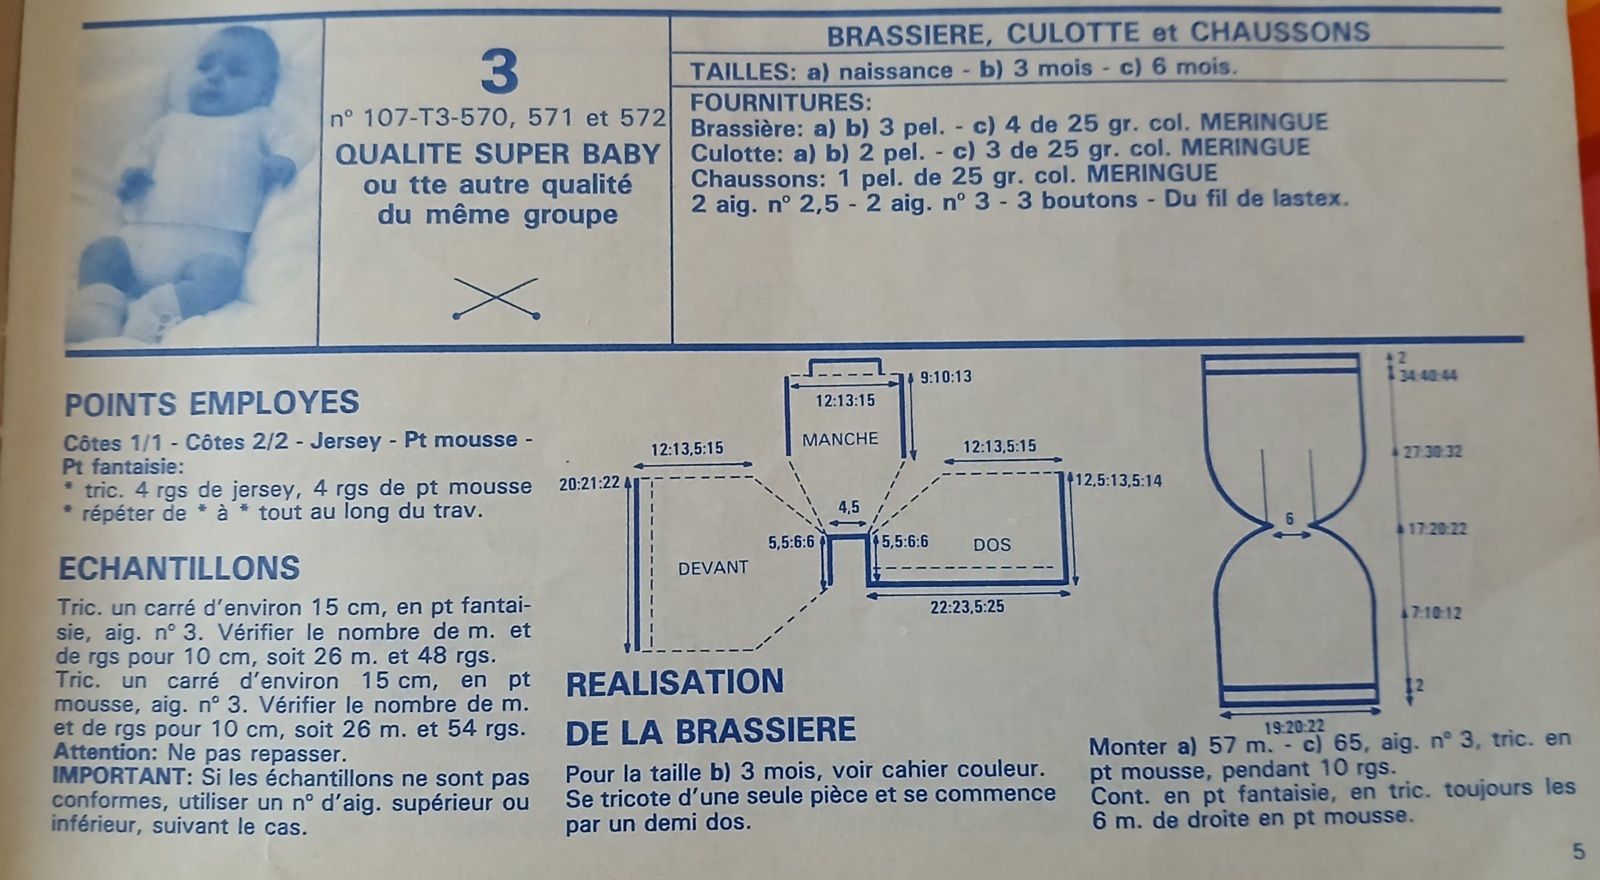 3
n° 107-T3-570, 571 et 572
QUALITE SUPER BABY
ou tte autre qualité
du même groupe
BRASSIERE, CULOTTE et CHAUSSONS
TAILLES: a) naissance - b) 3 mois - c) 6 mois.
FOURNITURES:
Brassière: a) b) 3 pel. - c) 4 de 25 gr. col. MERINGUE
Culotte: a) b) 2 pel. - c) 3 de 25 gr. col. MERINGUE
Chaussons: 1 pel. de 25 gr. col. MERINGUE
2 aig. n° 2,5 - 2 aig. n° 3 - 3 boutons - Du fil de lastex.
POINTS EMPLOYES
Côtes 1/1 - Côtes 2/2 - Jersey - Pt mousse -
Pt fantaisie:
* tric. 4 rgs de jersey, 4 rgs de pt mousse
* répéter de * à * tout au long du trav.
ECHANTILLONS
Tric. un carré d'environ 15 cm, en pt fantai-
sie, aig. n° 3. Vérifier le nombre de m. et
de rgs pour 10 cm, soit 26 m. et 48 rgs.
Tric. un carré d'environ 15 cm, en pt
mousse, aig. n° 3. Vérifier le nombre de m.
et de rgs pour 10 cm, soit 26 m. et 54 rgs.
Attention: Ne pas repasser.
IMPORTANT: Si les échantillons ne sont pas
conformes, utiliser un n° d'aig. supérieur ou
inférieur, suivant le cas.
9:10:13
12:13:15
MANCHE
12:13,5:15
12:13,5:15
20:21:22
12,5:13,5:14
4,5
5,5:6:6
5,5:6:6
DOS
DEVANT
22:23,5:25
REALISATION
DE LA BRASSIERE
Pour la taille b) 3 mois, voir cahier couleur.
Se tricote d'une seule pièce et se commence
par un demi dos.
2
34:40:44
27:30:32
6
17:20:22
7:10:12
2
19:20:22
Monter a) 57 m. - c) 65, aig. n° 3, tric. en
pt mousse, pendant 10 rgs.
Cont. en pt fantaisie, en tric. toujours les
6 m. de droite en pt mousse.
5